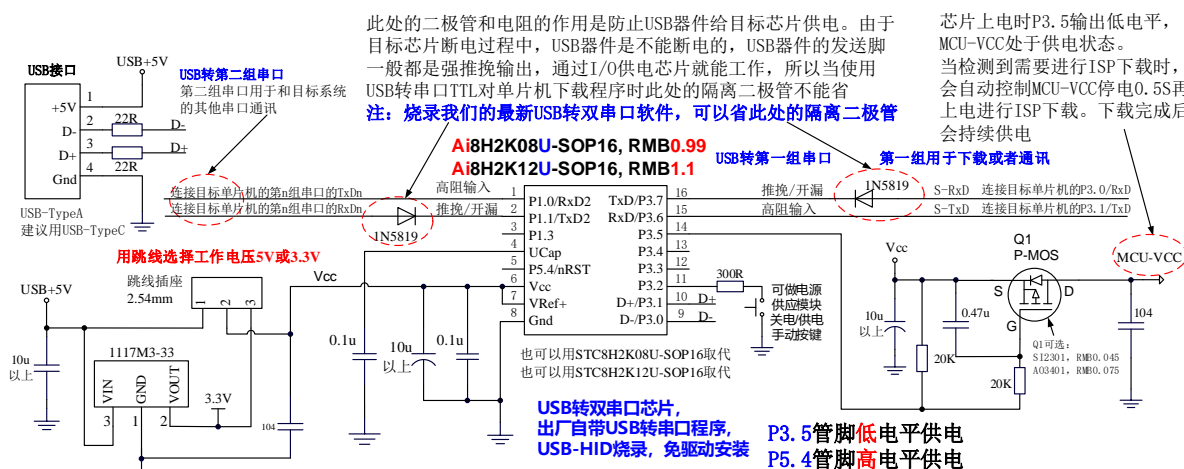 此处的二极管和电阻的作用是防止USB器件给目标芯片供电。由于
目标芯片断电过程中，USB器件是不能断电的，USB器件的发送脚
一般都是强推挽输出，通过I/O供电芯片就能工作，所以当使用
USB转串口TTL对单片机下载程序时此处的隔离二极管不能省
注：烧录我们的最新USB转双串口软件，可以省此处的隔离二极管
芯片上电时P3.5输出低电平，
MCU-VCC处于供电状态。
当检测到需要进行ISP下载时，
会自动控制MCU-VCC停电0.5S再
上电进行ISP下载。下载完成后
会持续供电
USB接口
USB+5V
+5V
D-
D+
Gnd
1
2
3
4
22R
22R
D-
D+
USB-TypeA
建议用USB-TypeC
USB转第二组串口
第二组串口用于和目标系统
的其他串口通讯
Ai8H2K08U-SOP16, RMB0.99
Ai8H2K12U-SOP16, RMB1.1
USB转第一组串口
第一组用于下载或者通讯
连接目标单片机的第n组串口的TxDn
连接目标单片机的第n组串口的RxDn
高阻输入
推挽/开漏
1N5819
1
2
3
4
5
6
7
8
P1.0/RxD2
P1.1/TxD2
P1.3
UCap
P5.4/nRST
Vcc
VRef+
Gnd
TxD/P3.7
RxD/P3.6
P3.5
P3.4
P3.3
P3.2
D+/P3.1
D-/P3.0
16
15
14
13
12
11
10
9
推挽/开漏
高阻输入
1N5819
S-RxD
连接目标单片机的P3.0/RxD
S-TxD
连接目标单片机的P3.1/TxD
D+
D-
300R
可做电源
供应模块
关电/供电
手动按键
用跳线选择工作电压5V或3.3V
USB+5V
跳线插座
2.54mm
1
2
3
Vcc
10u
以上
1117M3-33
VIN
GND
VOUT
3
1
2
3.3V
104
0.1u
10u
以上
0.1u
也可以用STC8H2K08U-SOP16取代
也可以用STC8H2K12U-SOP16取代
USB转双串口芯片，
出厂自带USB转串口程序，
USB-HID烧录，免驱动安装
Vcc
10u
以上
0.47u
20K
20K
Q1
P-MOS
S
D
G
MCU-VCC
104
Q1可选：
SI2301, RMB0.045
AO3401, RMB0.075
P3.5管脚低电平供电
P5.4管脚高电平供电